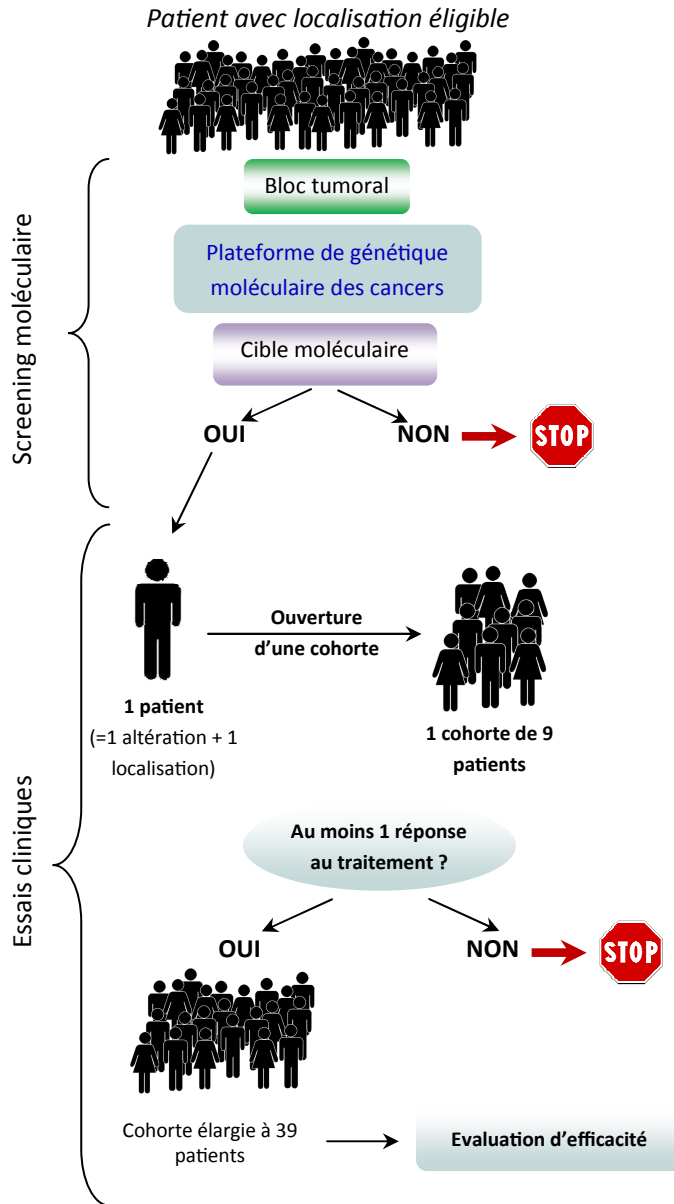 Patient avec localisation éligible
Screening moléculaire
Bloc tumoral
Plateforme de génétique
moléculaire des cancers
Cible moléculaire
OUI
NON
STOP
Essais cliniques
Ouverture
d'une cohorte
1 patient
(=1 altération + 1
localisation)
1 cohorte de 9
patients
Au moins 1 réponse
au traitement ?
OUI
NON
STOP
Cohorte élargie à 39
patients
Evaluation d'efficacité